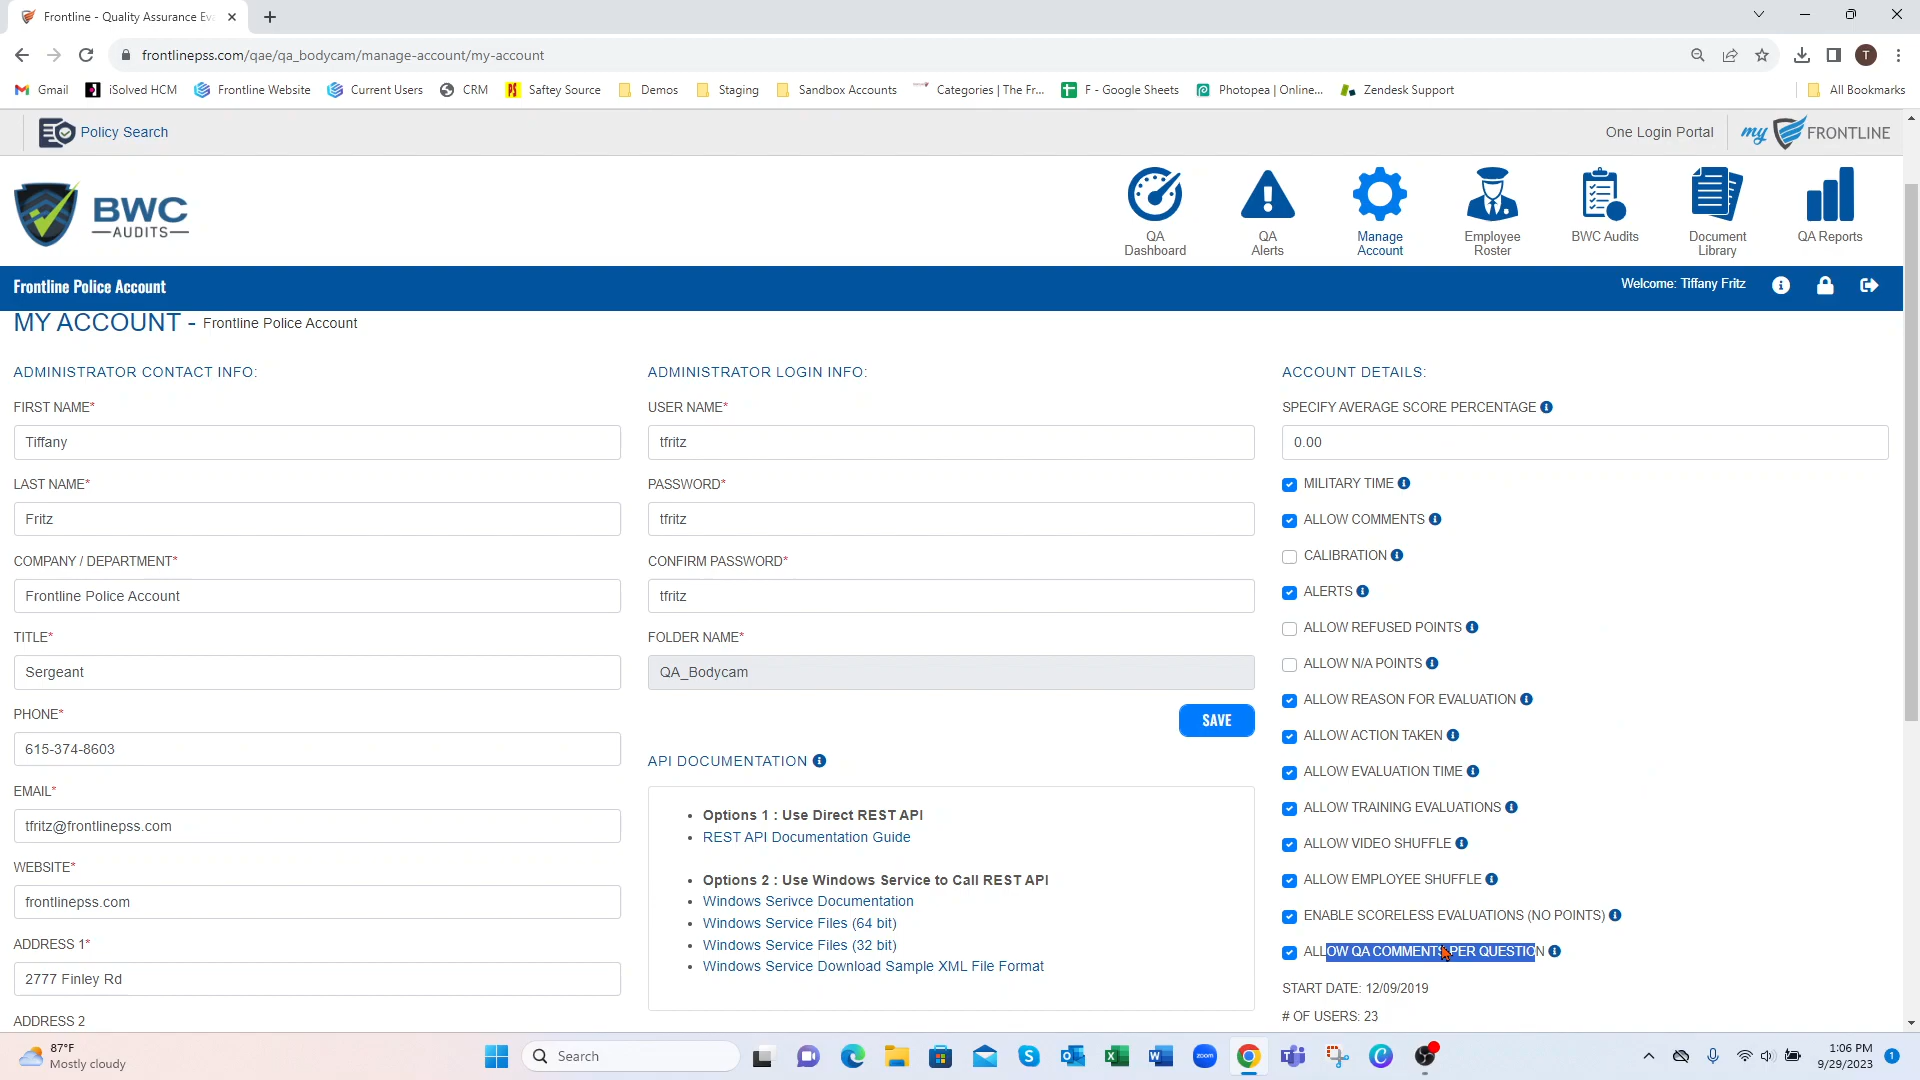 Frontline - Quality Assurance Ev
frontlinepss.com/qae/qa_bodycam/manage-account/my-account
T
Gmail
iSolved HCM
Frontline Website
Current Users
CRM
PS
Saftey Source
Demos
Staging
Sandbox Accounts
Categories | The Fr...
F - Google Sheets
Photopea | Online...
Zendesk Support
All Bookmarks
Policy Search
One Login Portal
my FRONTLINE
BWC
AUDITS
QA
Dashboard
QA
Alerts
Manage
Account
Employee
Roster
BWC Audits
Document
Library
QA Reports
Frontline Police Account
Welcome: Tiffany Fritz
MY ACCOUNT - Frontline Police Account
ADMINISTRATOR CONTACT INFO:
FIRST NAME*
Tiffany
LAST NAME*
Fritz
COMPANY / DEPARTMENT*
Frontline Police Account
TITLE*
Sergeant
PHONE*
615-374-8603
EMAIL*
tfritz@frontlinepss.com
WEBSITE*
frontlinepss.com
ADDRESS 1*
2777 Finley Rd
ADDRESS 2
ADMINISTRATOR LOGIN INFO:
USER NAME*
tfritz
PASSWORD*
tfritz
CONFIRM PASSWORD*
tfritz
FOLDER NAME*
QA_Bodycam
SAVE
API DOCUMENTATION
Options 1 : Use Direct REST API
REST API Documentation Guide
Options 2 : Use Windows Service to Call REST API
Windows Serivce Documentation
Windows Service Files (64 bit)
Windows Service Files (32 bit)
Windows Service Download Sample XML File Format
ACCOUNT DETAILS:
SPECIFY AVERAGE SCORE PERCENTAGE
0.00
MILITARY TIME
ALLOW COMMENTS
CALIBRATION
ALERTS
ALLOW REFUSED POINTS
ALLOW N/A POINTS
ALLOW REASON FOR EVALUATION
ALLOW ACTION TAKEN
ALLOW EVALUATION TIME
ALLOW TRAINING EVALUATIONS
ALLOW VIDEO SHUFFLE
ALLOW EMPLOYEE SHUFFLE
ENABLE SCORELESS EVALUATIONS (NO POINTS)
ALLOW QA COMMENTS PER QUESTION
START DATE: 12/09/2019
# OF USERS: 23
87°F
Mostly cloudy
Search
zoom
1:06 PM
9/29/2023
1